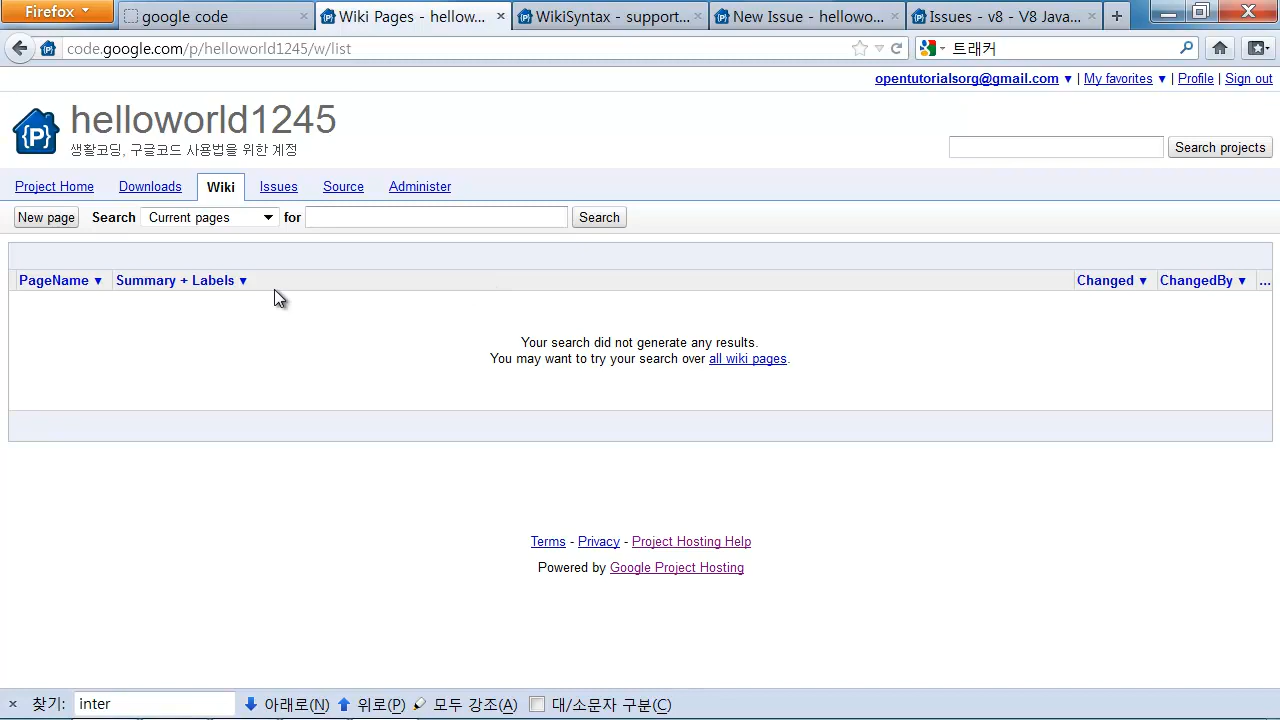 Firefox
google code
Wiki Pages - hellow...
WikiSyntax - support...
New Issue - hellowo...
Issues - v8 - V8 Java...
code.google.com/p/helloworld1245/w/list
트래커
opentutorialsorg@gmail.com ▼ | My favorites ▼ | Profile | Sign out
{P}
helloworld1245
생활코딩, 구글코드 사용법을 위한 계정
Search projects
Project Home
Downloads
Wiki
Issues
Source
Administer
New page
Search
Current pages
for
Search
PageName ▼
Summary + Labels ▼
Changed ▼
ChangedBy ▼
...
Your search did not generate any results.
You may want to try your search over all wiki pages.
Terms - Privacy - Project Hosting Help
Powered by Google Project Hosting
× 찾기: inter 아래로(N) 위로(P) 모두 강조(A) 대/소문자 구분(C)